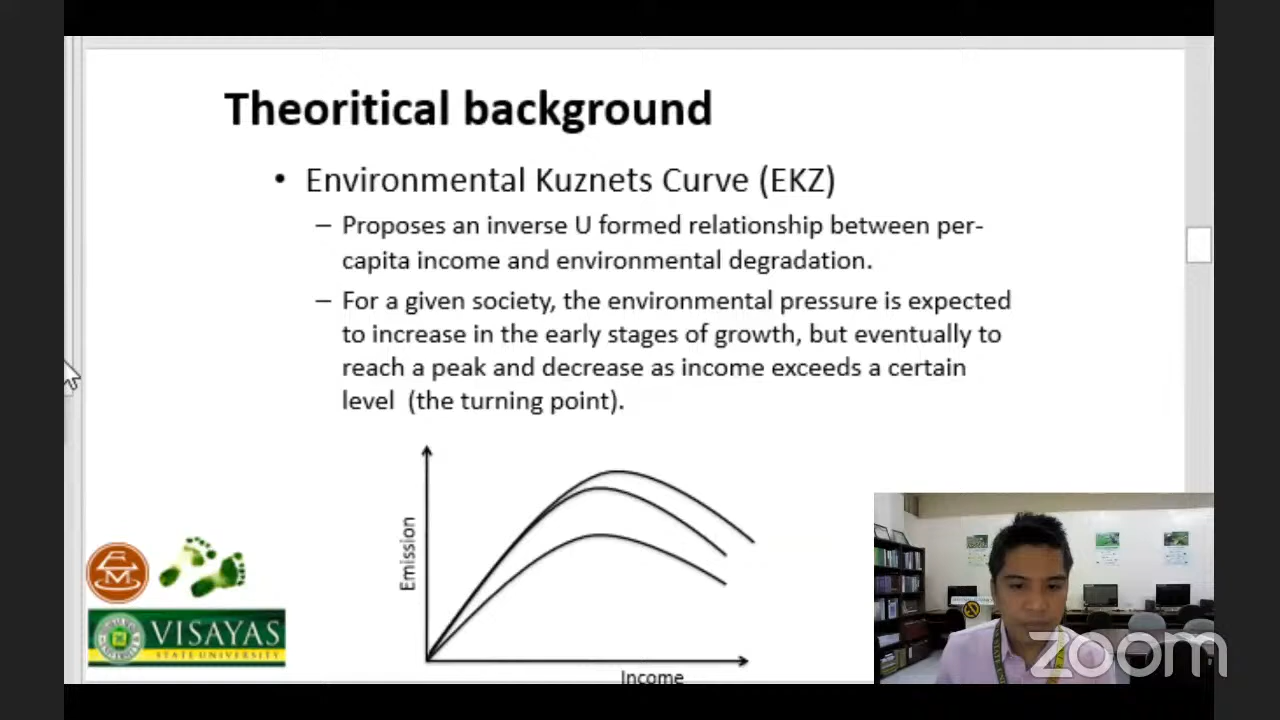 Theoritical background
• Environmental Kuznets Curve (EKZ)
– Proposes an inverse U formed relationship between per-
capita income and environmental degradation.
– For a given society, the environmental pressure is expected
to increase in the early stages of growth, but eventually to
reach a peak and decrease as income exceeds a certain
level (the turning point).
Emission
Income
VISAYAS
STATE UNIVERSITY
zoom